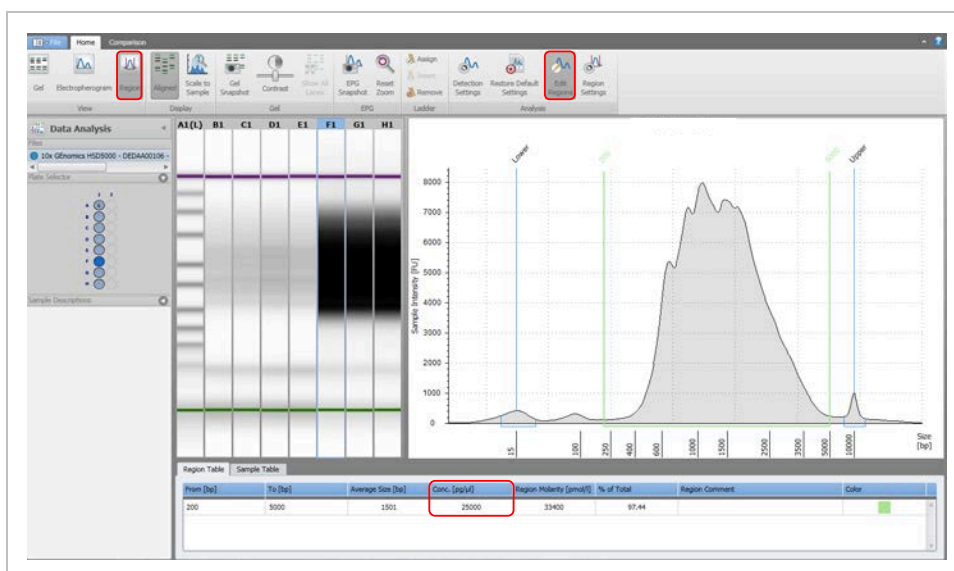 File Home Comparison
Gel Electropherogram Region Aligned Scale to Sample Gel Snapshot Contrast Show All Lanes EPG Snapshot Reset Zoom Assign Remove Detection Settings Restore Default Settings Edit Regions Region Settings
View Display Gel EPG Ladder Analysis
Data Analysis
Files
10x GEnomics HSD5000 - DEDAA00106 -
Plate Selector
Sample Descriptions
A1(L) B1 C1 D1 E1 F1 G1 H1
Lower 200 5000 Upper
Sample Intensity [FU]
8000
7000
6000
5000
4000
3000
2000
1000
0
15 100 250 400 600 1000 1500 2500 3500 5000 10000
Size [bp]
Region Table Sample Table
From [bp] To [bp] Average Size [bp] Conc. [pg/µl] Region Molarity [pmol/l] % of Total Region Comment Color
200 5000 1501 25000 33400 97.44